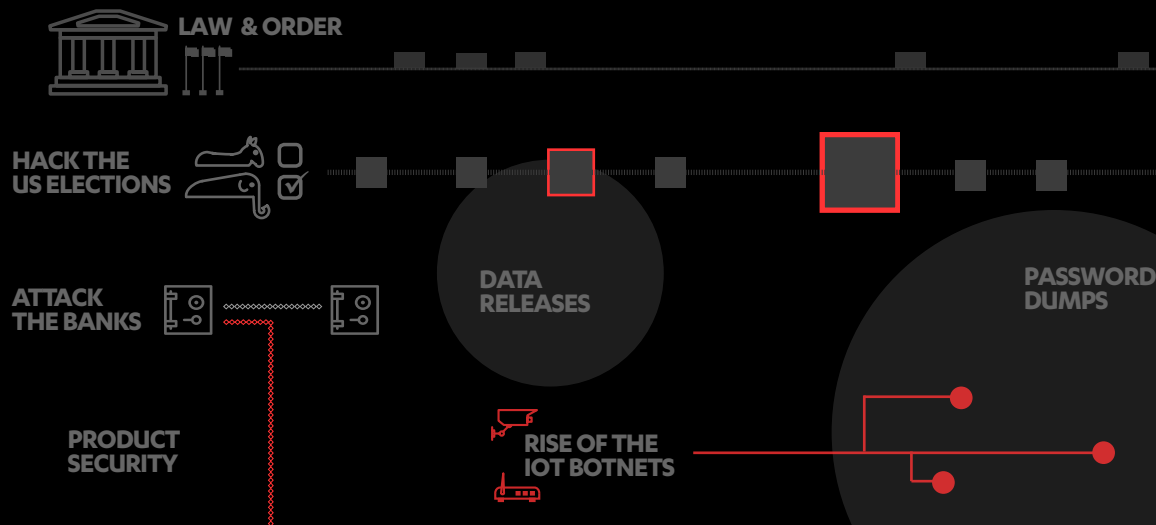 LAW & ORDER
HACK THE
US ELECTIONS
DATA
RELEASES
PASSWORD
DUMPS
ATTACK
THE BANKS
PRODUCT
SECURITY
RISE OF THE
IOT BOTNETS